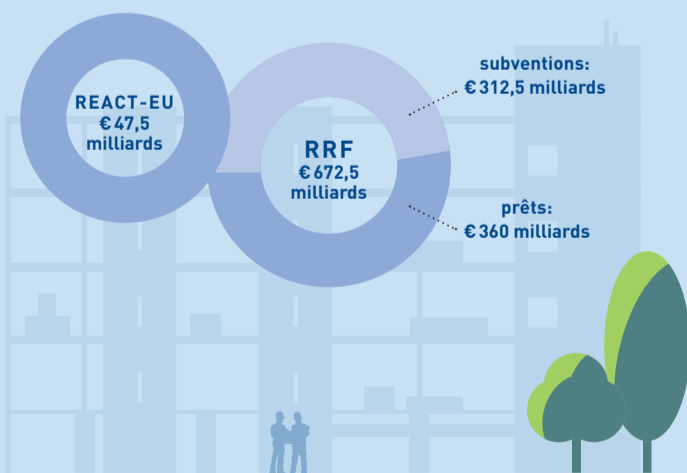 REACT-EU
€ 47,5
milliards
RRF
€ 672,5
milliards
subventions:
€ 312,5 milliards
prêts:
€ 360 milliards